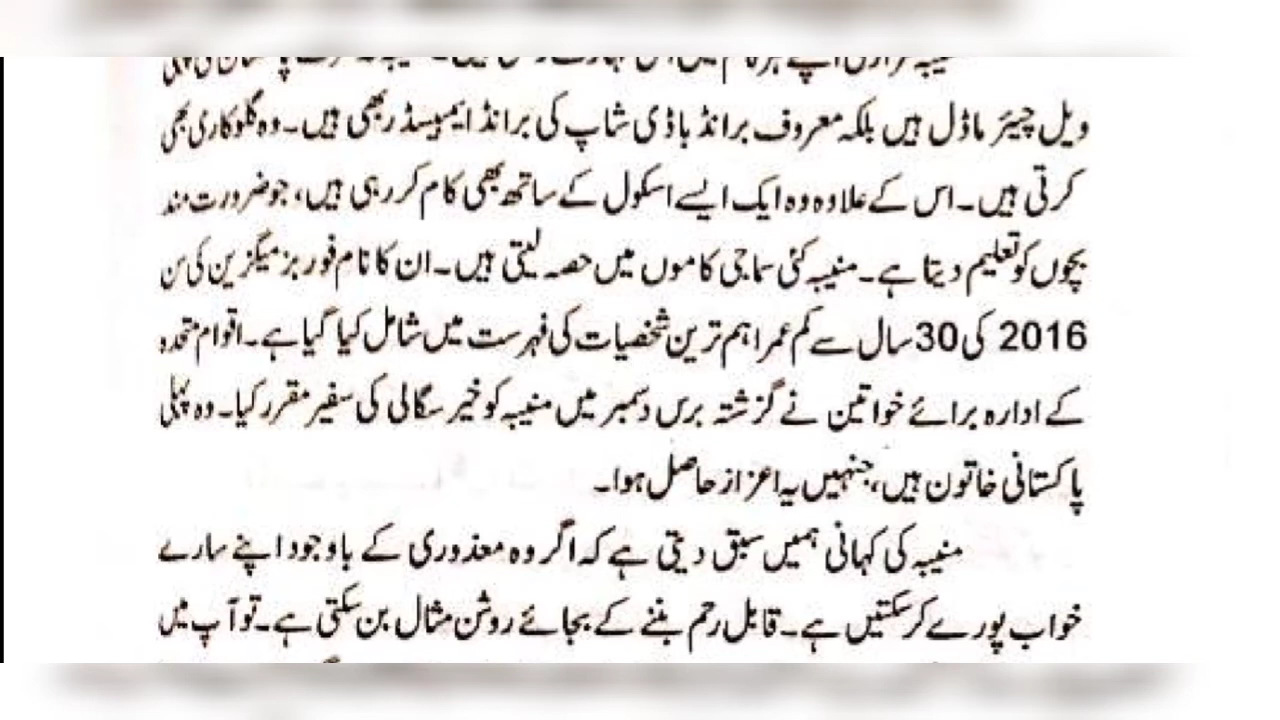 ویل چیئر ماڈل ہیں بلکہ معروف برانڈ باڈی شاپ کی برانڈ ایمبیسڈر بھی ہیں۔ وہ گلوکاری بھی
کرتی ہیں۔ اس کے علاوہ وہ ایک ایسے اسکول کے ساتھ بھی کام کر رہی ہیں، جو ضرورت مند
بچوں کو تعلیم دیتا ہے۔ منیبہ کئی سماجی کاموں میں حصہ لیتی ہیں۔ ان کا نام فوربز میگزین کی سن
2016 کی 30 سال سے کم عمر اہم ترین شخصیات کی فہرست میں شامل کیا گیا ہے۔ اقوام متحدہ
کے ادارہ برائے خواتین نے گزشتہ برس دسمبر میں منیبہ کو خیر سگالی کی سفیر مقرر کیا۔ وہ پہلی
پاکستانی خاتون ہیں، جنہیں یہ اعزاز حاصل ہوا۔
منیبہ کی کہانی ہمیں سبق دیتی ہے کہ اگر وہ معذوری کے باوجود اپنے سارے
خواب پورے کر سکتیں ہے۔ قابل رحم بننے کے بجائے روشن مثال بن سکتی ہے۔ تو آپ میں